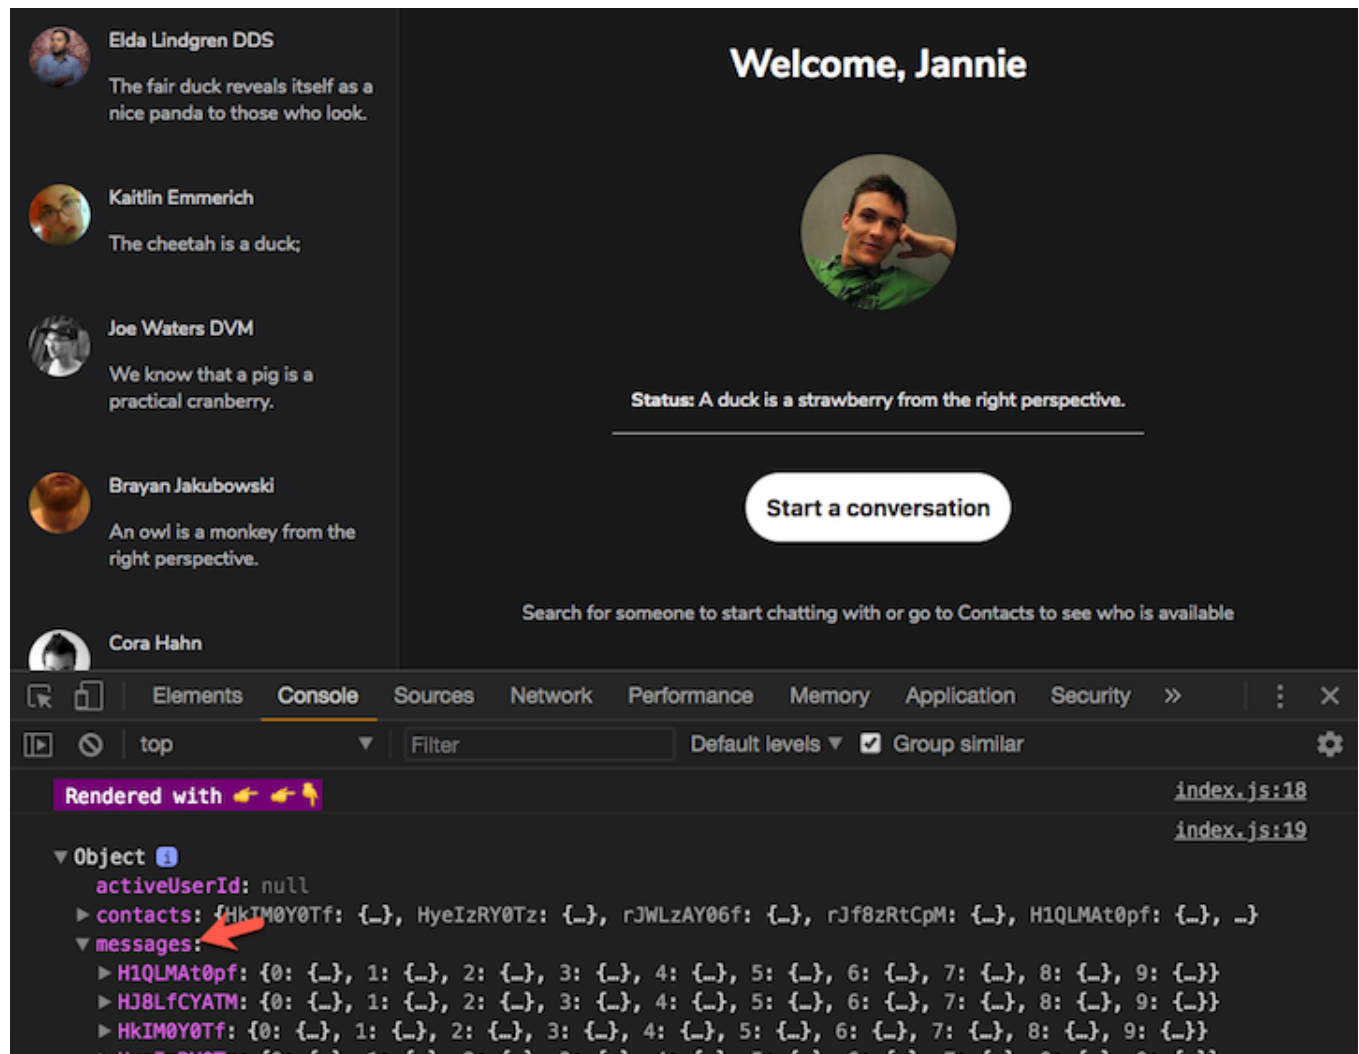 Elda Lindgren DDS
The fair duck reveals itself as a
nice panda to those who look.
Kaitlin Emmerich
The cheetah is a duck;
Joe Waters DVM
We know that a pig is a
practical cranberry.
Brayan Jakubowski
An owl is a monkey from the
right perspective.
Cora Hahn
Welcome, Jannie
Status: A duck is a strawberry from the right perspective.
Start a conversation
Search for someone to start chatting with or go to Contacts to see who is available
Elements Console Sources Network Performance Memory Application Security »
top Filter Default levels ▼ Group similar
Rendered with 👉 👉👇 index.js:18
index.js:19
▼Object i
activeUserId: null
▶contacts: {HkIM0Y0Tf: {…}, HyeIzRY0Tz: {…}, rJWLzAY06f: {…}, rJf8zRtCpM: {…}, H1QLMAt0pf: {…}, …}
▼messages:
▶H1QLMAt0pf: {0: {…}, 1: {…}, 2: {…}, 3: {…}, 4: {…}, 5: {…}, 6: {…}, 7: {…}, 8: {…}, 9: {…}}
▶HJ8LfCYATM: {0: {…}, 1: {…}, 2: {…}, 3: {…}, 4: {…}, 5: {…}, 6: {…}, 7: {…}, 8: {…}, 9: {…}}
▶HkIM0Y0Tf: {0: {…}, 1: {…}, 2: {…}, 3: {…}, 4: {…}, 5: {…}, 6: {…}, 7: {…}, 8: {…}, 9: {…}}